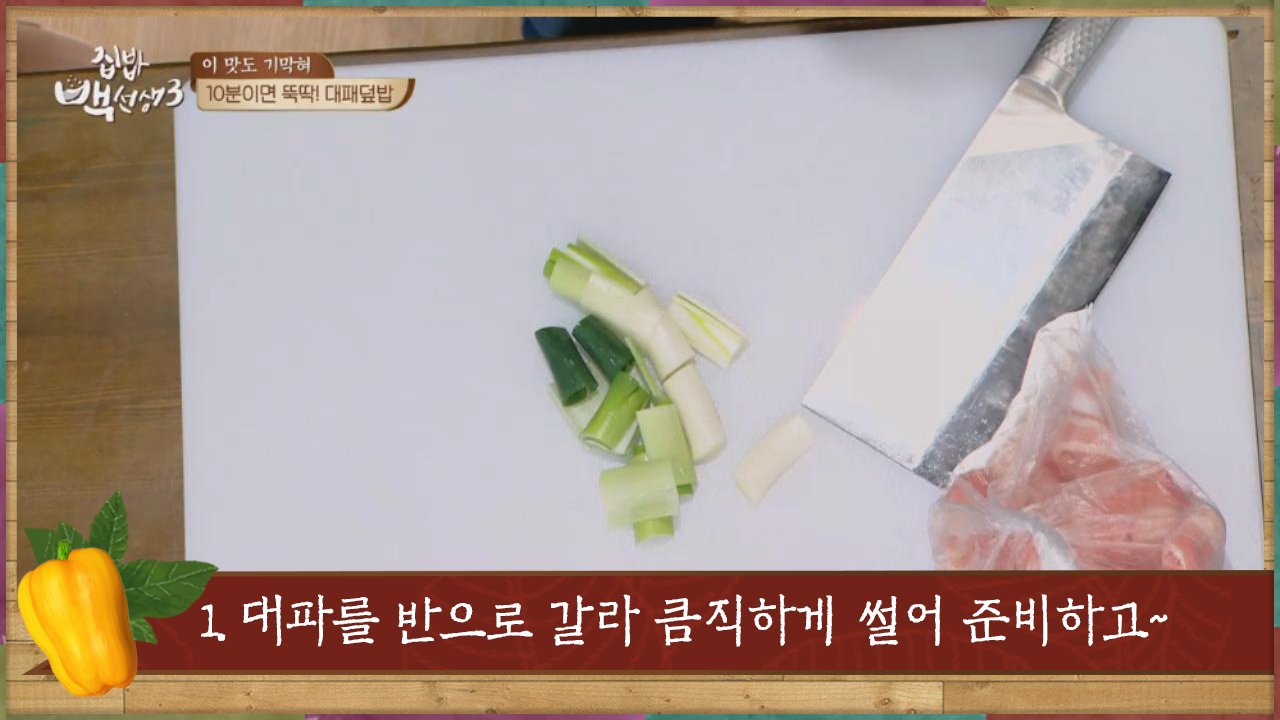 집밥
백선생3
이 맛도 기막혀
10분이면 뚝딱! 대패덮밥
1. 대파를 반으로 갈라 큼직하게 썰어 준비하고~